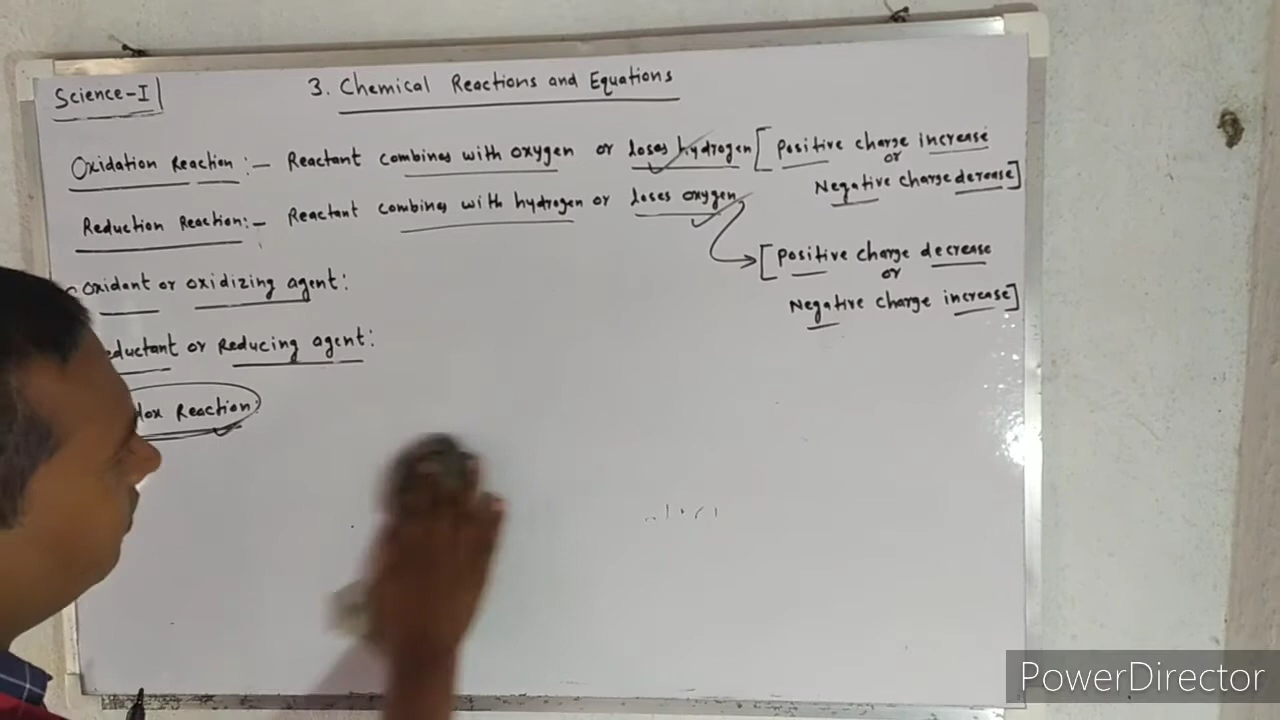 Science-I
3. Chemical Reactions and Equations
Oxidation Reaction:- Reactant combines with oxygen or loses hydrogen [Positive charge increase
or
Negative charge derease]
Reduction Reaction:- Reactant combines with hydrogen or loses oxygen
[Positive charge decrease
or
Negative charge increase]
Oxidant or oxidizing agent:
eductant or Reducing agent:
dox Reaction:
PowerDirector